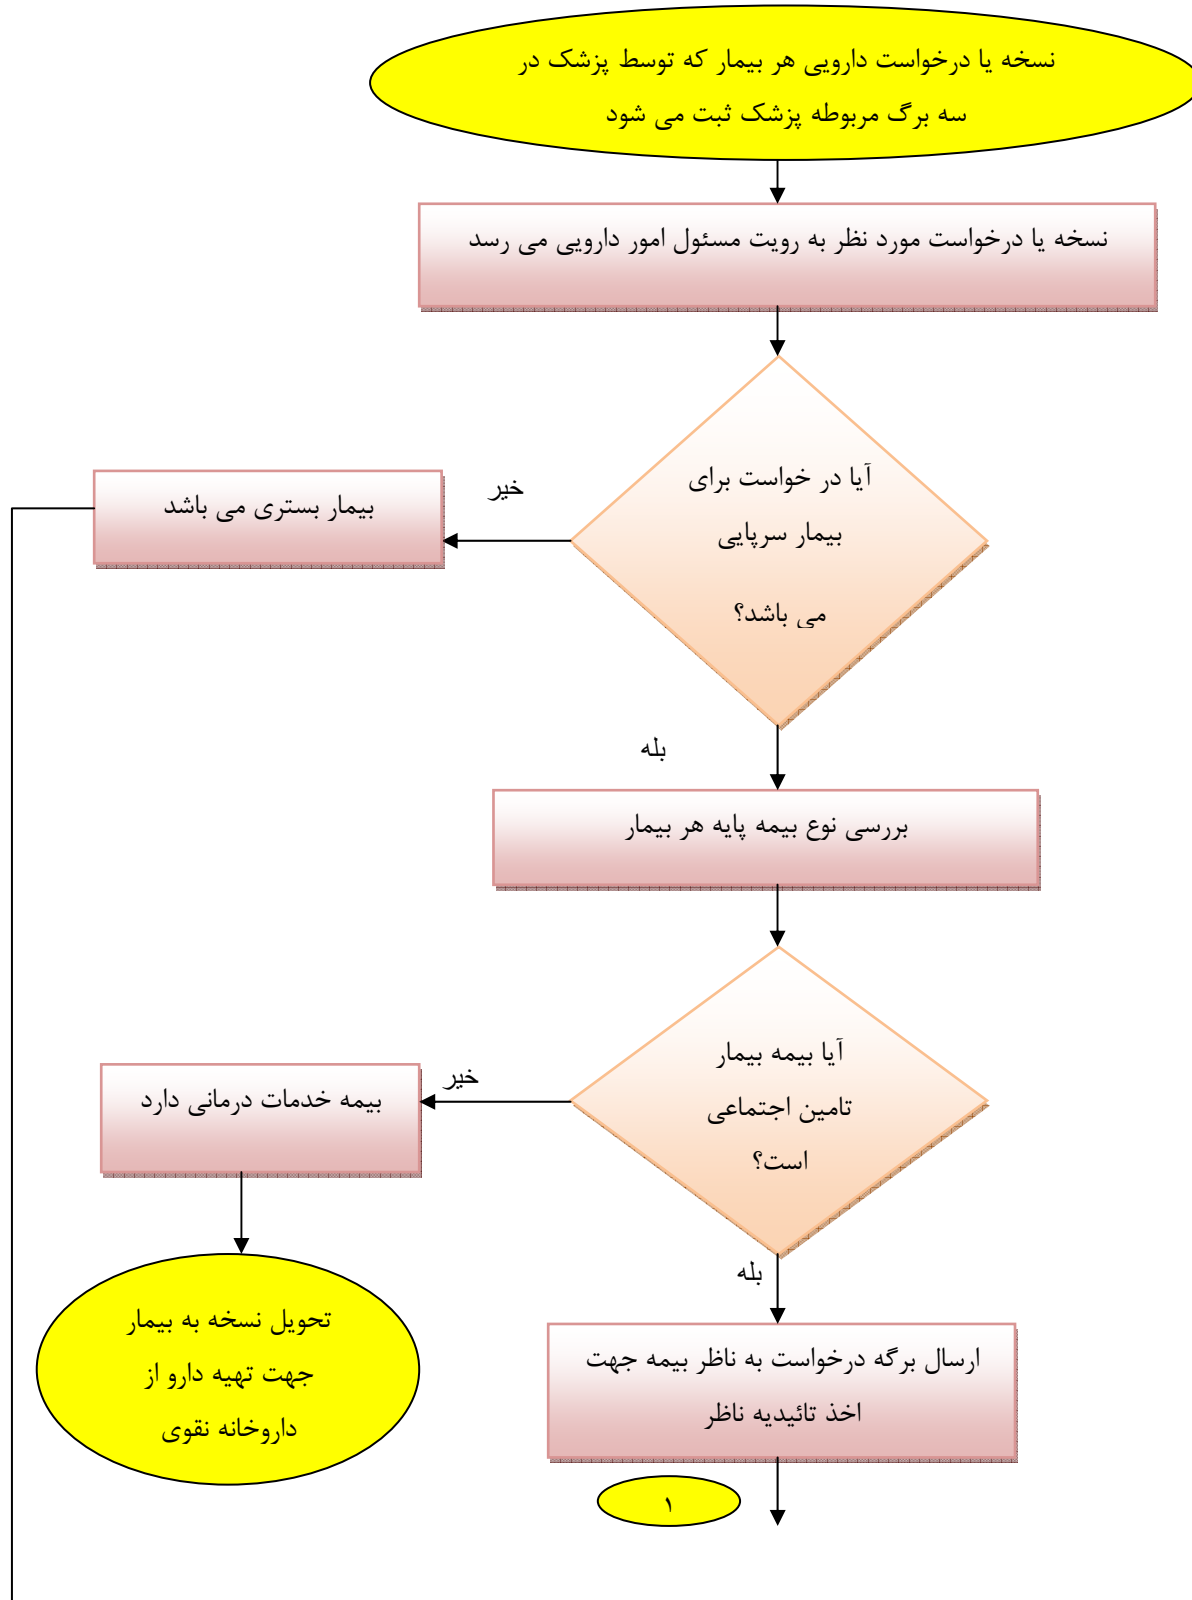 نسخه یا درخواست دارویی هر بیمار که توسط پزشک در
سه برگ مربوطه پزشک ثبت می شود
نسخه یا درخواست مورد نظر به رویت مسئول امور دارویی می رسد
آیا در خواست برای
بیمار سرپایی
می باشد؟
خیر
بیمار بستری می باشد
بله
بررسی نوع بیمه پایه هر بیمار
آیا بیمه بیمار
تامین اجتماعی
است؟
خیر
بیمه خدمات درمانی دارد
بله
تحویل نسخه به بیمار
جهت تهیه دارو از
داروخانه نقوی
ارسال برگه درخواست به ناظر بیمه جهت
اخذ تائیدیه ناظر
۱